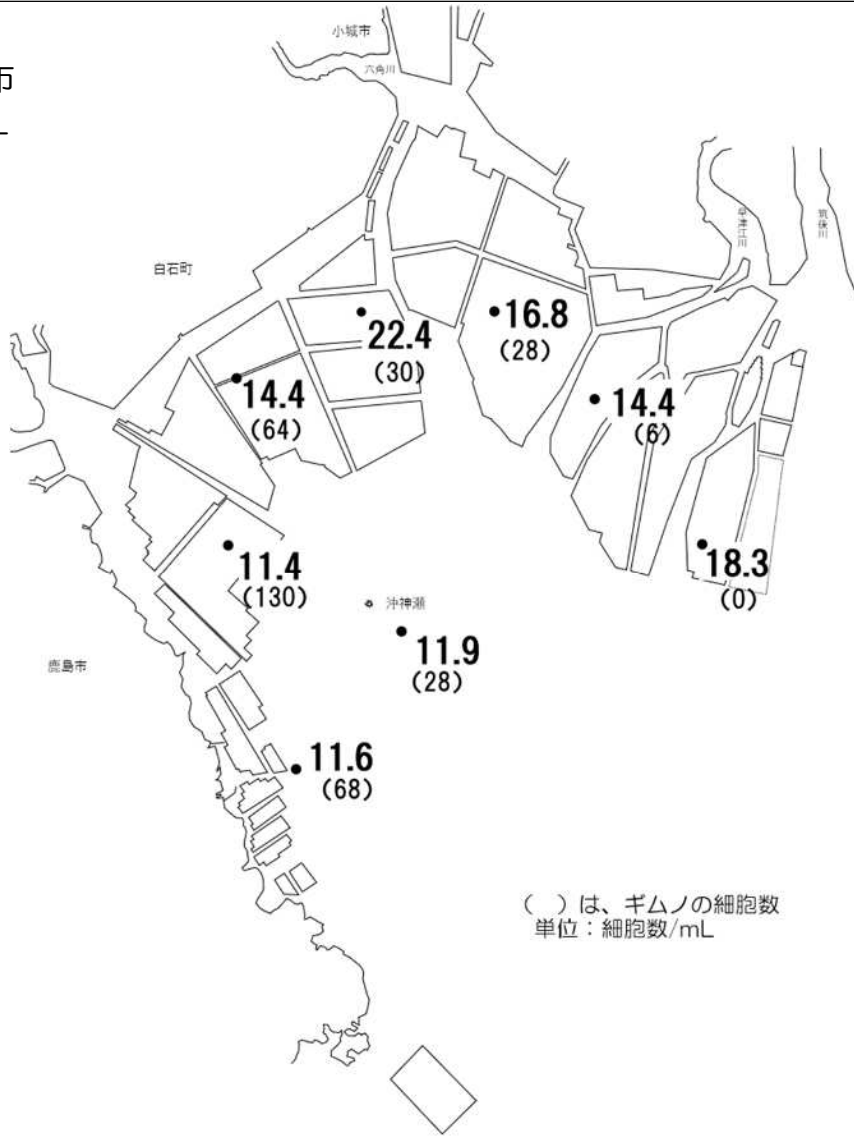 小城市
六角川
市
早津江川
筑後川
白石町
16.8
(28)
22.4
(30)
14.4
(64)
14.4
(6)
11.4
(130)
18.3
(0)
沖神瀬
11.9
(28)
鹿島市
11.6
(68)
( )は、ギムノの細胞数
単位：細胞数/mL